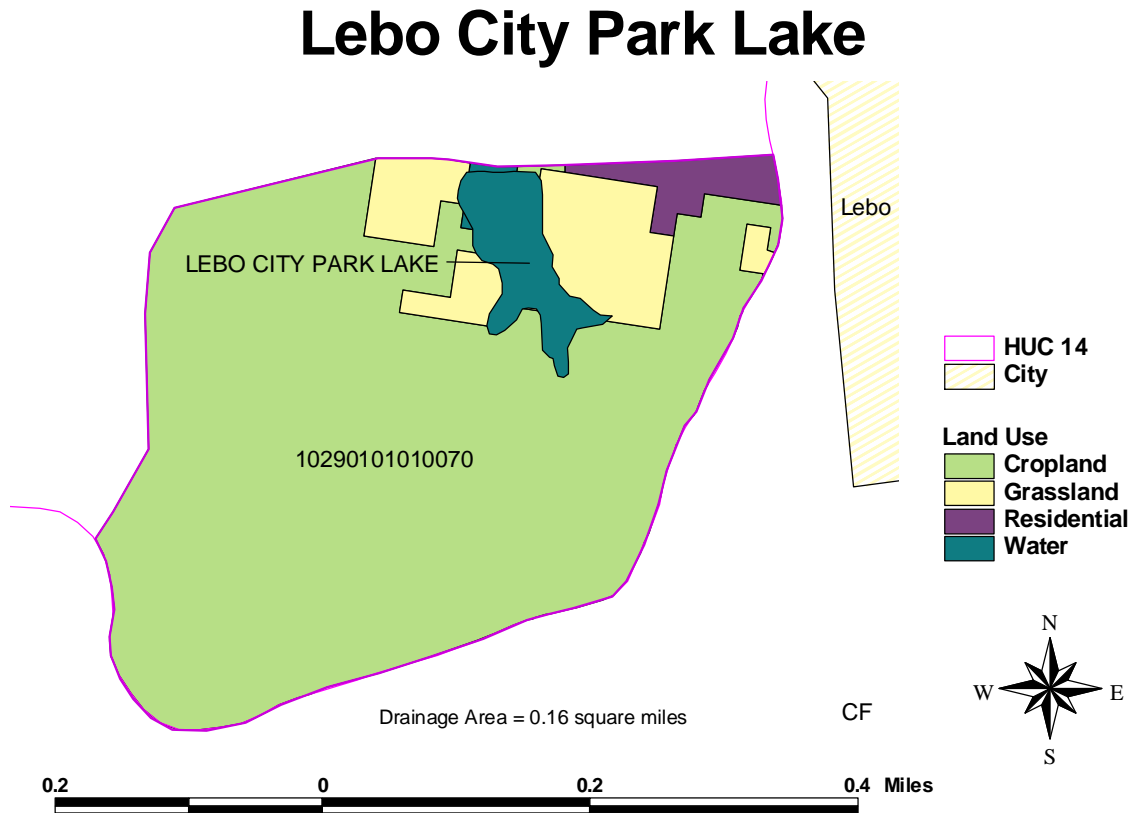 Lebo City Park Lake
Lebo
LEBO CITY PARK LAKE
HUC 14
City
Land Use
Cropland
Grassland
Residential
Water
10290101010070
N
W E
S
Drainage Area = 0.16 square miles
CF
0.2 0 0.2 0.4 Miles